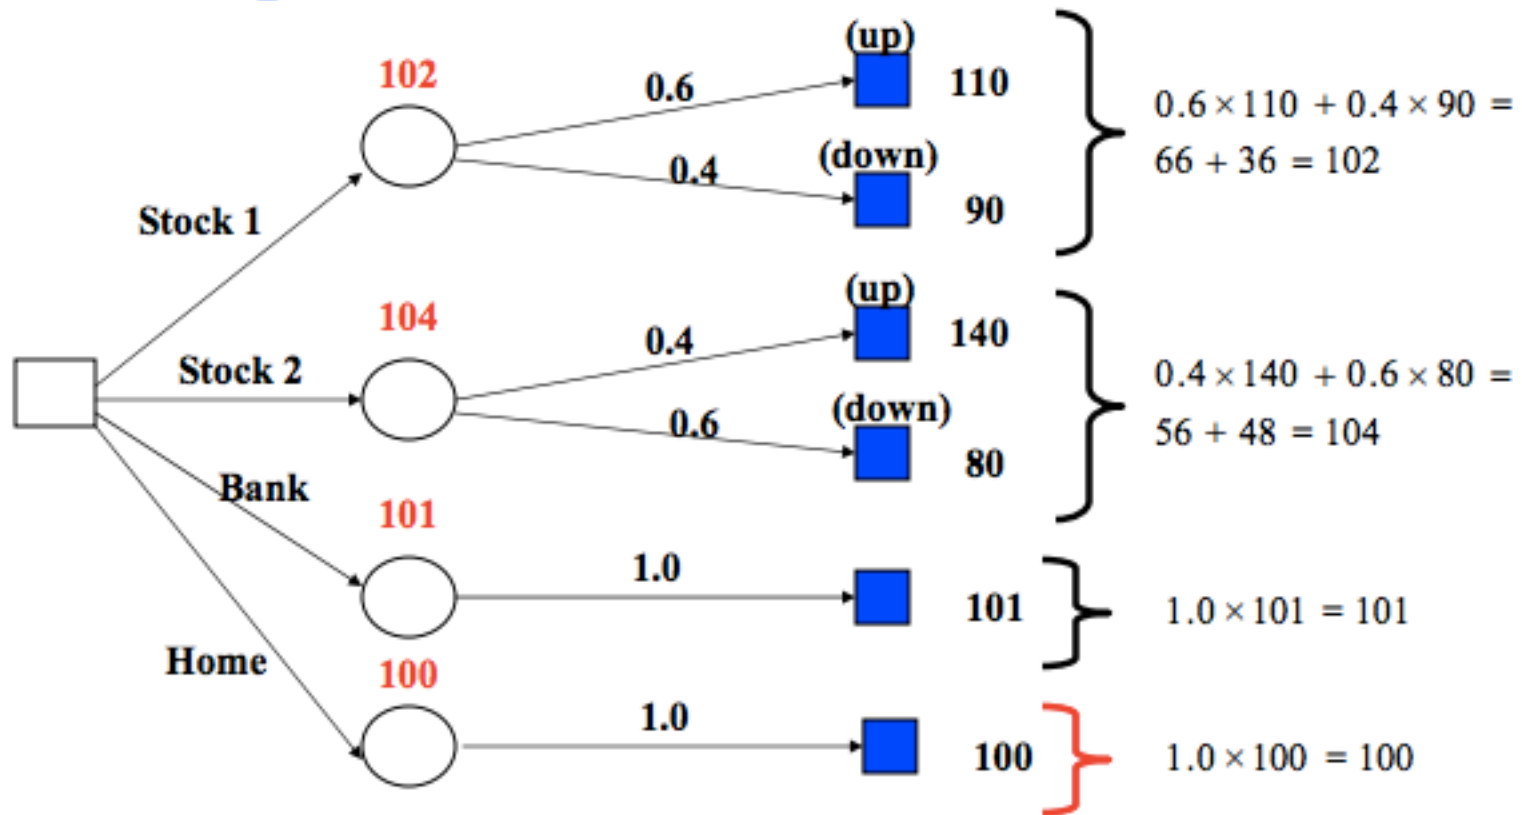 (up)
102
0.6
110
0.6 × 110 + 0.4 × 90 =
(down)
0.4
66 + 36 = 102
Stock 1
90
(up)
104
0.4
140
Stock 2
0.4 × 140 + 0.6 × 80 =
(down)
0.6
56 + 48 = 104
80
Bank
101
1.0
101
1.0 × 101 = 101
Home
100
1.0
100
1.0 × 100 = 100